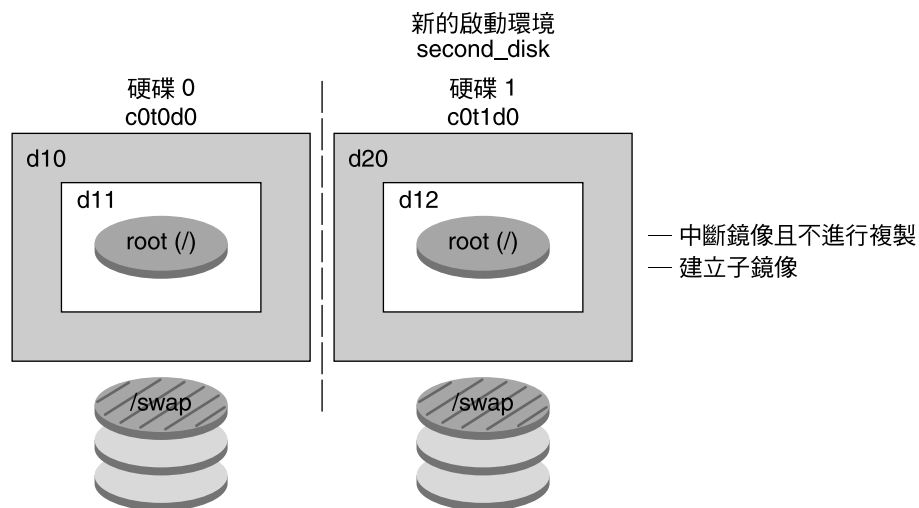 新的啟動環境
second_disk
硬碟 0
c0t0d0
硬碟 1
c0t1d0
d10
d11
root (/)
d20
d12
root (/)
中斷鏡像且不進行複製
建立子鏡像
/swap
/swap